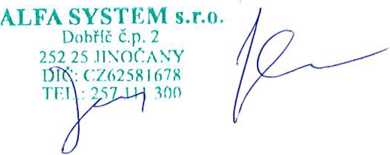 ALFA SYSTEM s.r.o.
Dobříč č.p. 2
252 25 JINOČANY
DIČ: CZ62581678
TEL.: 257 111 300